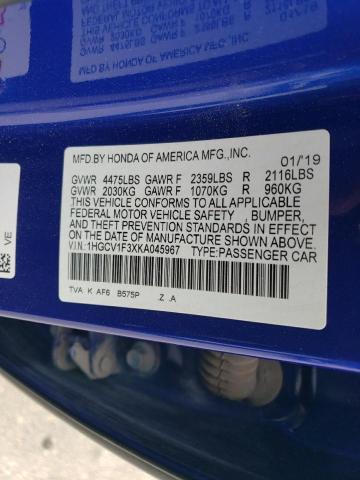 MFD.BY HONDA OF AMERICA MFG.,INC. 01/19
GVWR 4475LBS GAWR F 2359LBS R 2116LBS
GVWR 2030KG GAWR F 1070KG R 960KG
THIS VEHICLE CONFORMS TO ALL APPLICABLE
FEDERAL MOTOR VEHICLE SAFETY , BUMPER,
AND THEFT PREVENTION STANDARDS IN EFFECT
ON THE DATE OF MANUFACTURE SHOWN ABOVE.
V.I.N.:1HGCV1F3XKA045967 TYPE:PASSENGER CAR
TVA K AF6 B575P .Z .A
VE